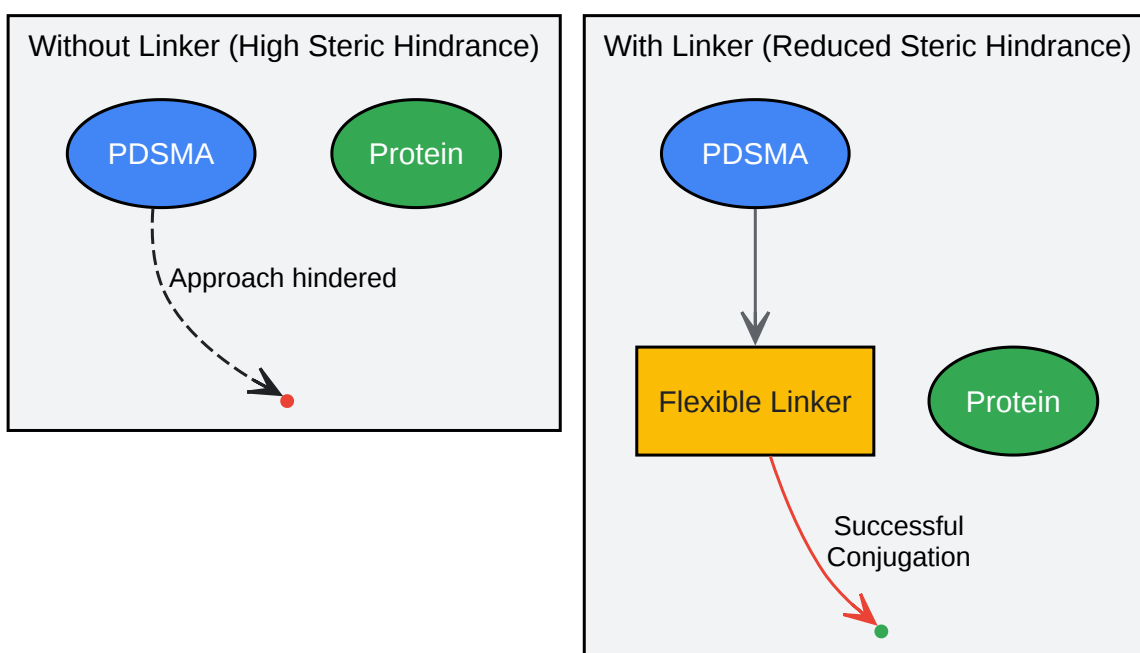 Without Linker (High Steric Hindrance)
PDSMA
Protein
Approach hindered
With Linker (Reduced Steric Hindrance)
PDSMA
Flexible Linker
Protein
Successful
Conjugation